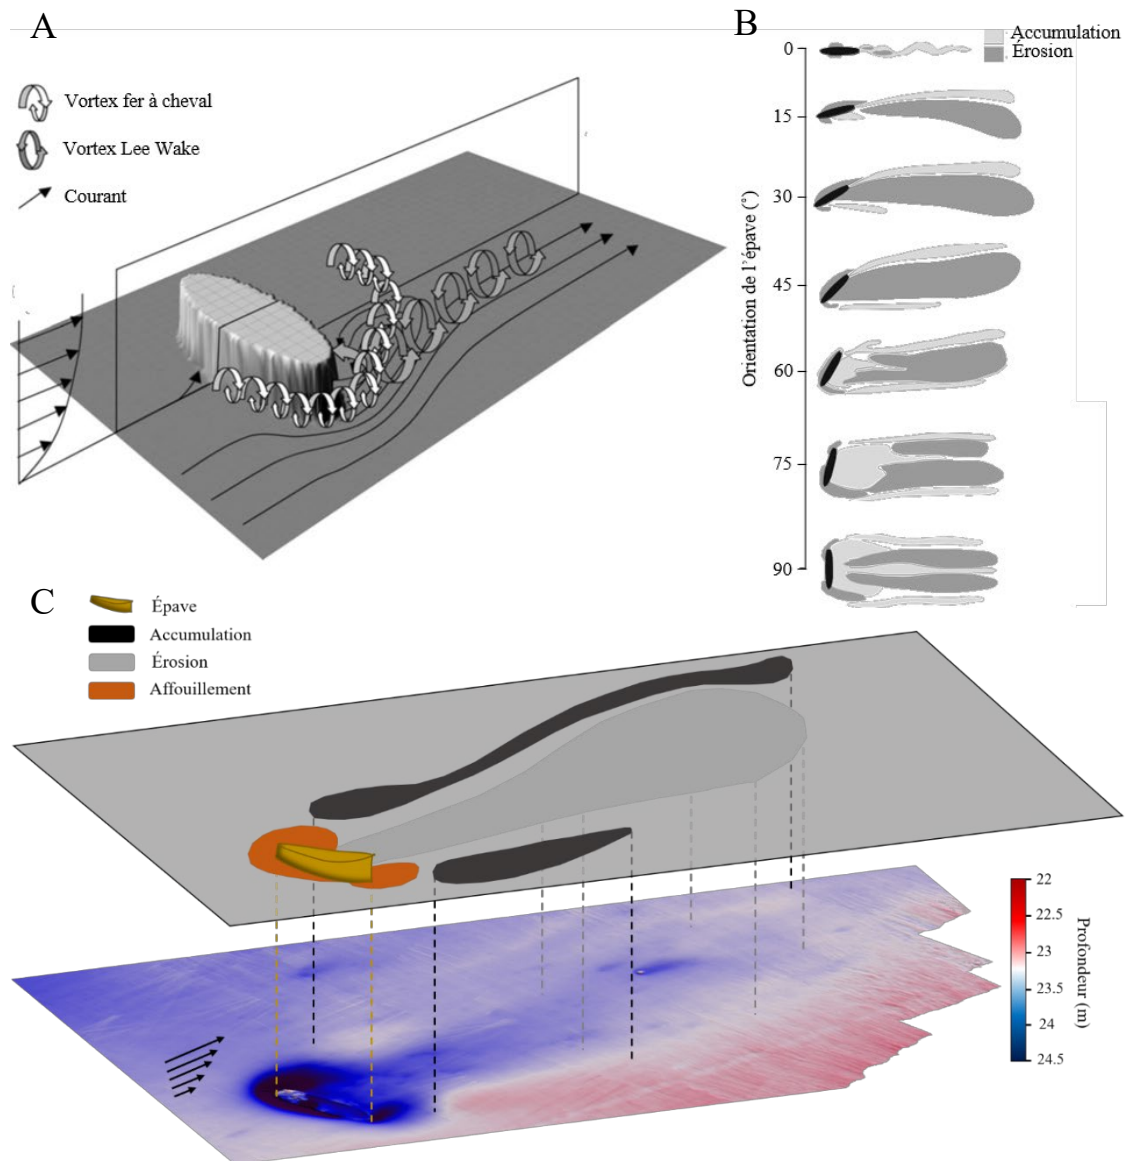 A
Vortex fer à cheval
Vortex Lee Wake
Courant
B
Accumulation
Érosion
Orientation de l'épave (°)
0
15
30
45
60
75
90
C
Épave
Accumulation
Érosion
Affouillement
22
22.5
23
23.5
24
24.5
Profondeur (m)